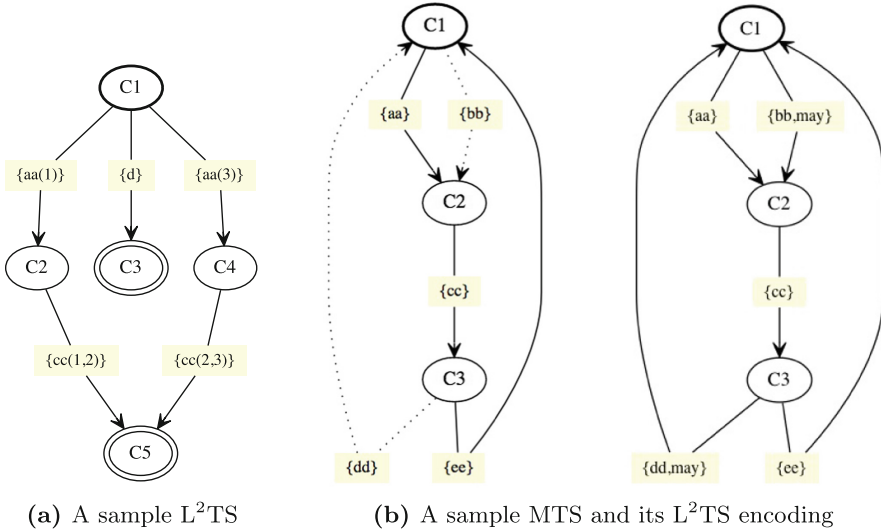 C1
{aa(1)} {d} {aa(3)}
C2 C3 C4
{cc(1,2)} {cc(2,3)}
C5
(a) A sample L²TS
C1
{aa} {bb}
C2
{cc}
C3
{dd} {ee}
C1
{aa} {bb,may}
C2
{cc}
C3
{dd,may} {ee}
(b) A sample MTS and its L²TS encoding